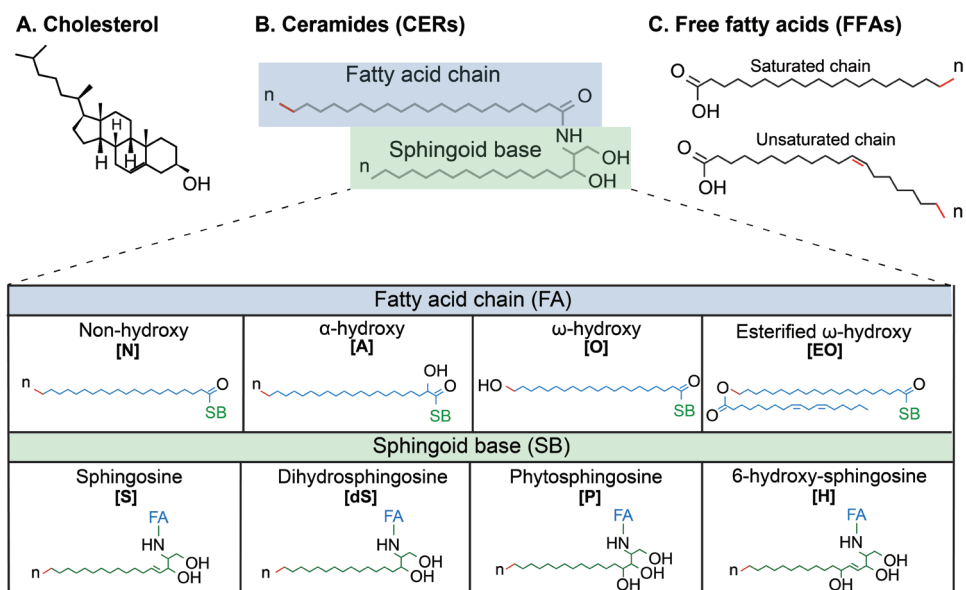 A. Cholesterol
H
H
H
OH
B. Ceramides (CERs)
Fatty acid chain
n
O
NH
Sphingoid base
n
OH
OH
C. Free fatty acids (FFAs)
Saturated chain
n
O
OH
Unsaturated chain
O
OH
n
Fatty acid chain (FA)
Non-hydroxy
[N]
n
O
SB
α-hydroxy
[A]
n
OH
O
SB
ω-hydroxy
[O]
HO
O
SB
Esterified ω-hydroxy
[EO]
O
O
O
SB
Sphingoid base (SB)
Sphingosine
[S]
FA
HN
OH
OH
n
Dihydrosphingosine
[dS]
FA
HN
OH
OH
n
Phytosphingosine
[P]
FA
HN
OH
OH
OH
n
6-hydroxy-sphingosine
[H]
FA
HN
OH
OH
OH
n